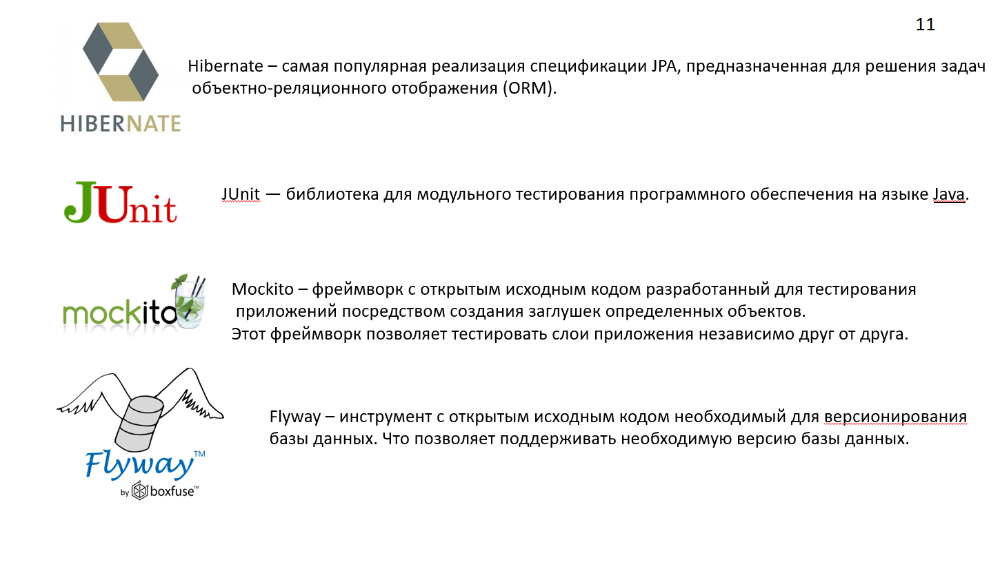 11
HIBERNATE
Hibernate – самая популярная реализация спецификации JPA, предназначенная для решения задач
объектно-реляционного отображения (ORM).
JUnit
JUnit — библиотека для модульного тестирования программного обеспечения на языке Java.
mockito
Mockito – фреймворк с открытым исходным кодом разработанный для тестирования
приложений посредством создания заглушек определенных объектов.
Этот фреймворк позволяет тестировать слои приложения независимо друг от друга.
Flyway™
by boxfuse™
Flyway – инструмент с открытым исходным кодом необходимый для версионирования
базы данных. Что позволяет поддерживать необходимую версию базы данных.